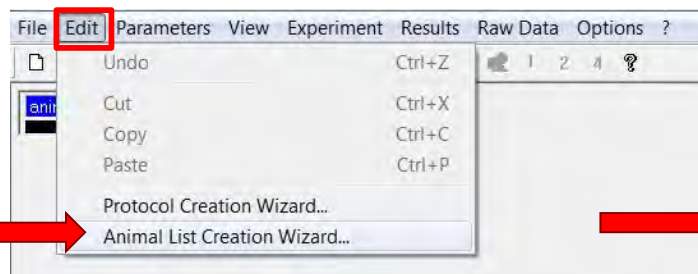 File Edit Parameters View Experiment Results Raw Data Options ?
Undo Ctrl+Z 1 2 4 ?
anim
Cut Ctrl+X
Copy Ctrl+C
Paste Ctrl+P
Protocol Creation Wizard...
Animal List Creation Wizard...